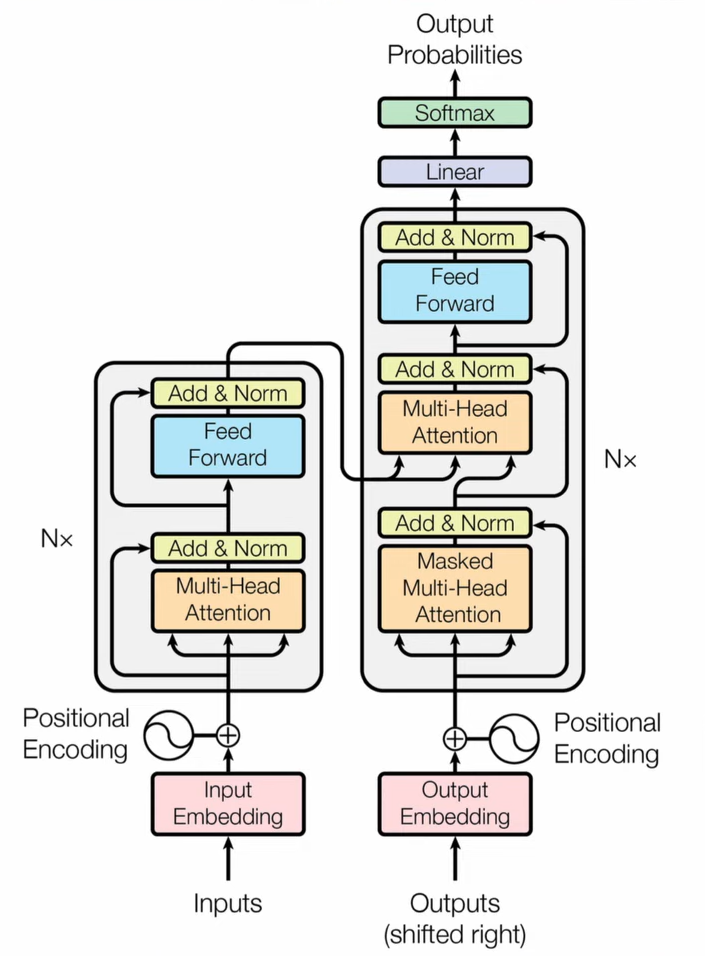 Output
Probabilities
Softmax
Linear
Add & Norm
Feed
Forward
Add & Norm
Multi-Head
Attention
Add & Norm
Masked
Multi-Head
Attention
Nx
Add & Norm
Feed
Forward
Add & Norm
Multi-Head
Attention
Nx
Positional
Encoding
Positional
Encoding
Input
Embedding
Output
Embedding
Inputs
Outputs
(shifted right)